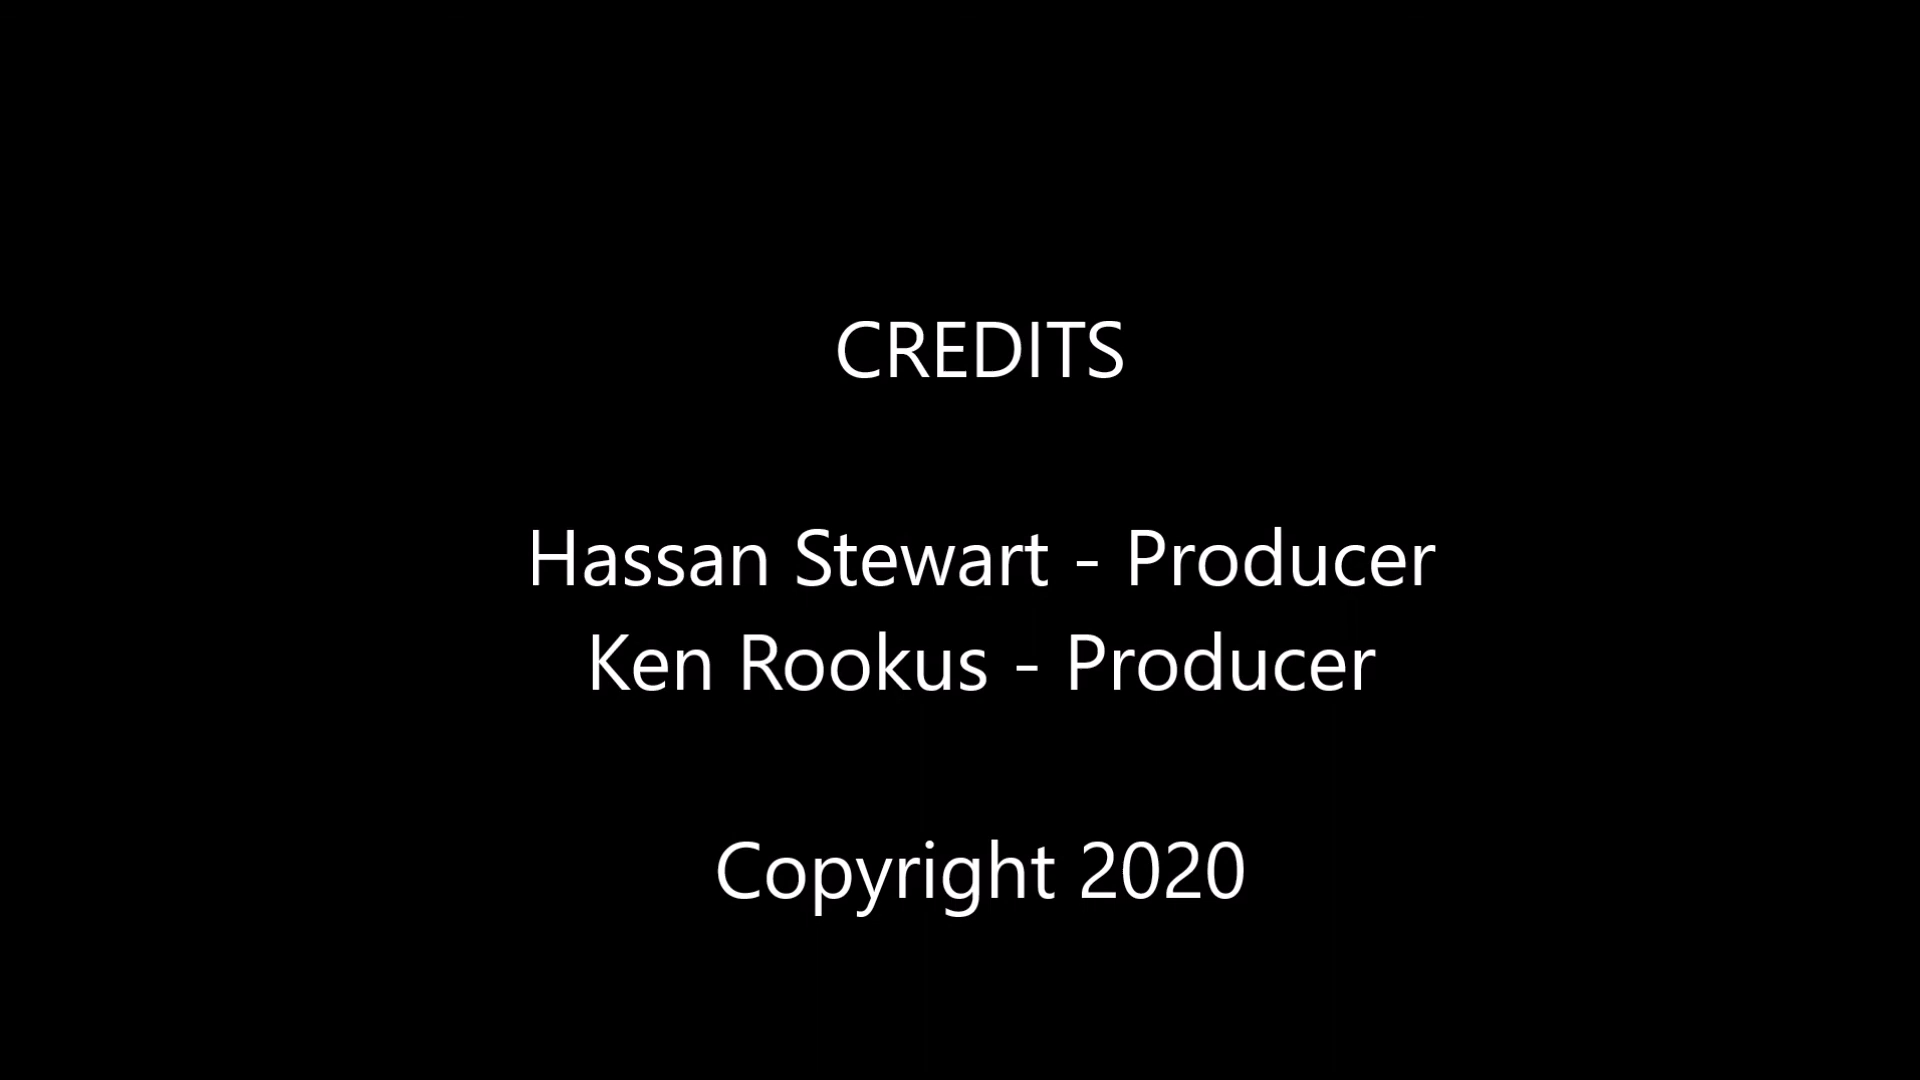 CREDITS
Hassan Stewart - Producer
Ken Rookus - Producer
Copyright 2020